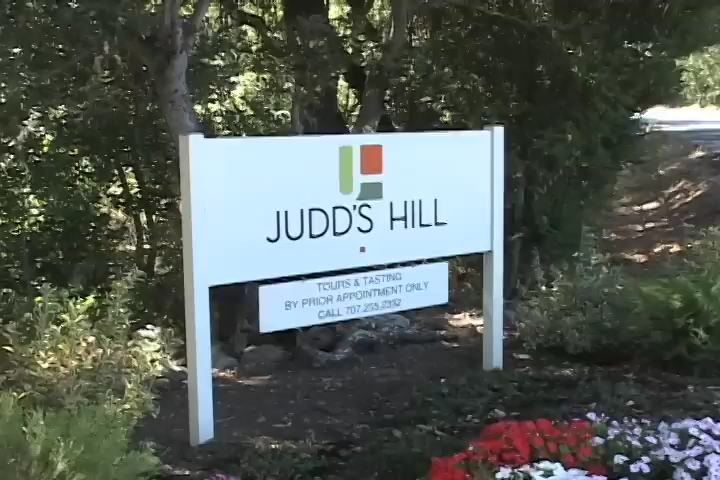 JUDD'S HILL
TOURS & TASTING
BY PRIOR APPOINTMENT ONLY
CALL 707.255.2332